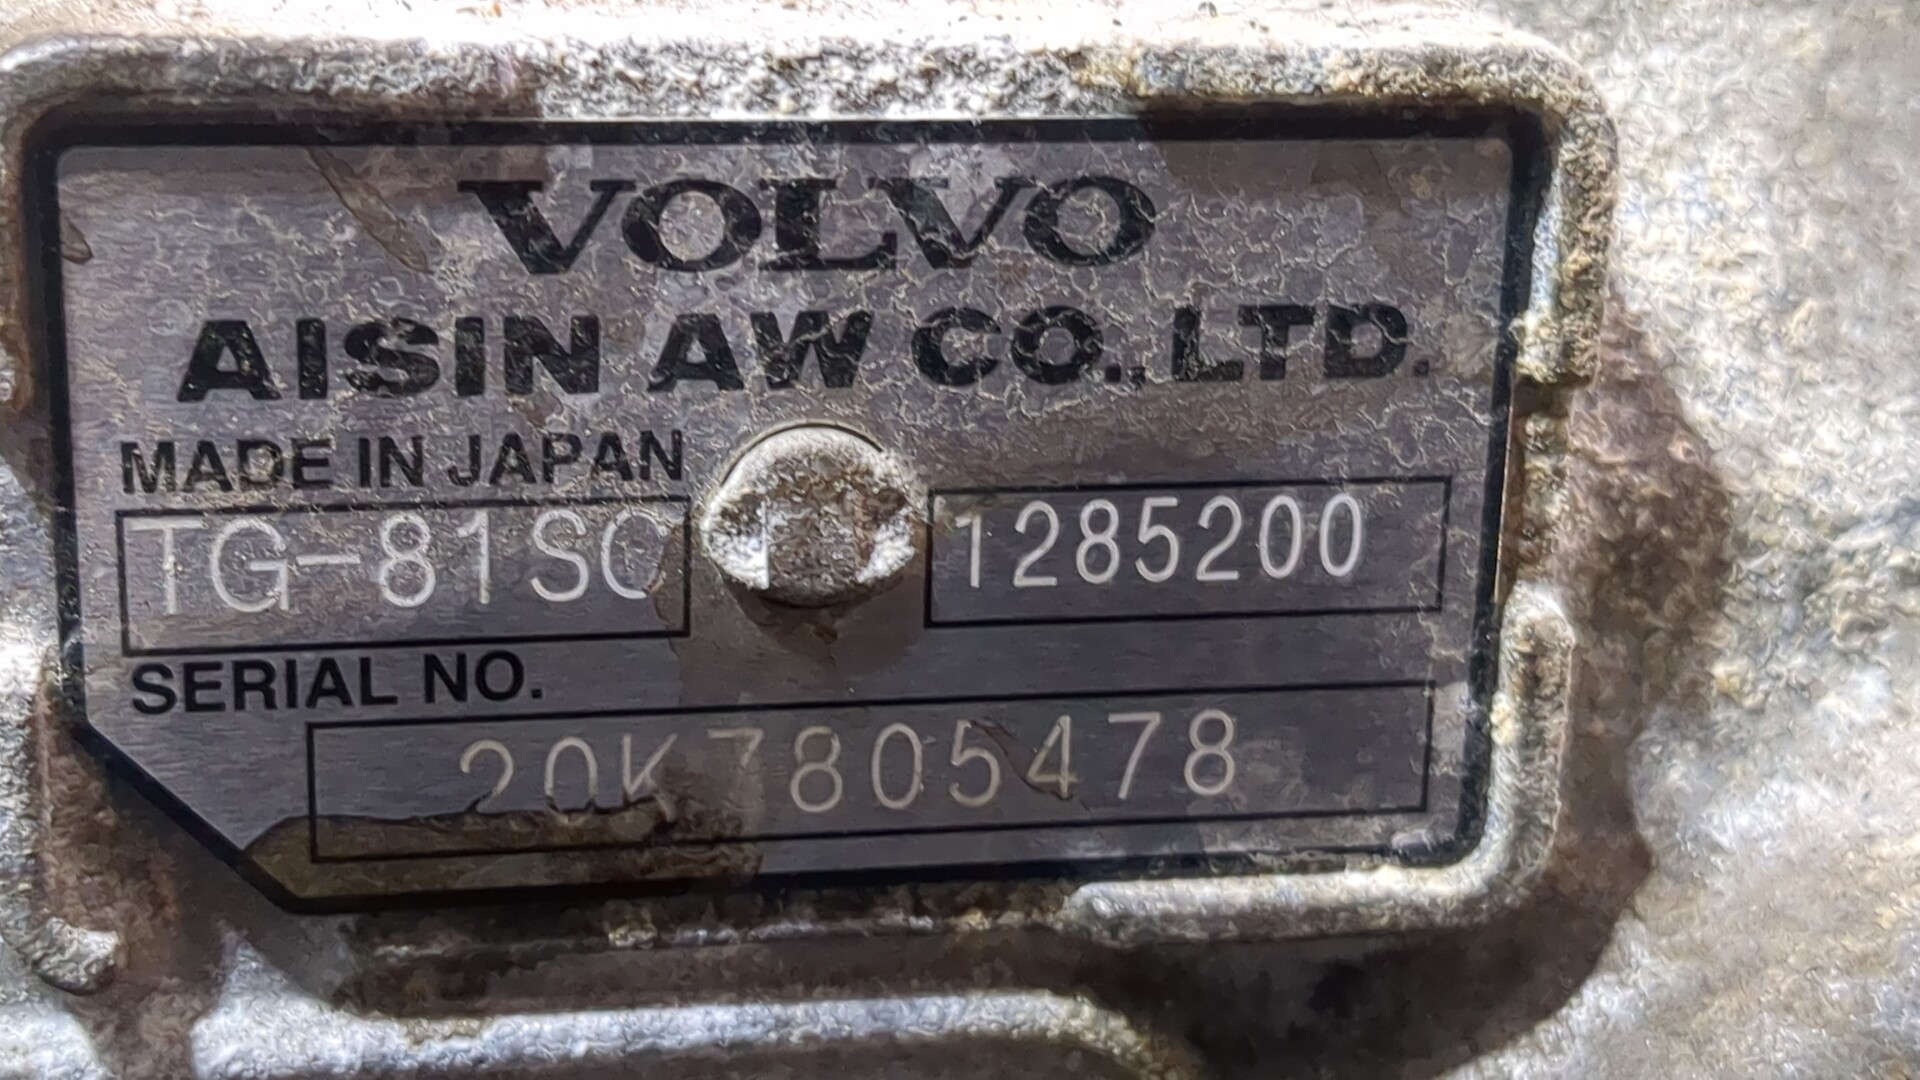 VOLVO
AISIN AW CO.,LTD.
MADE IN JAPAN
TG-81SC 1285200
SERIAL NO.
20K7805478